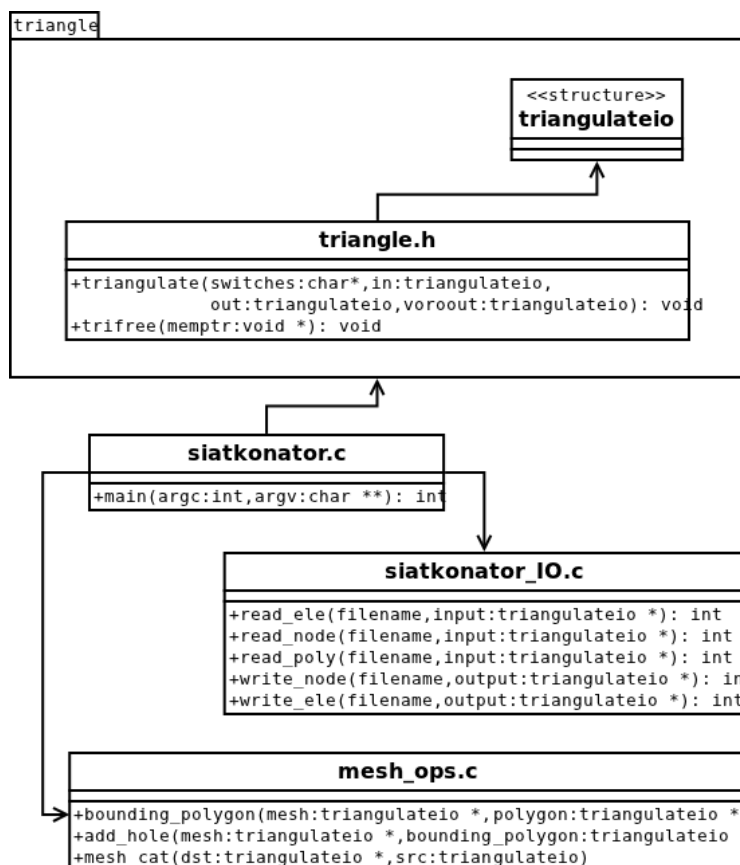 triangle
<<structure>>
triangulateio
triangle.h
+triangulate(switches:char*,in:triangulateio,
out:triangulateio,voroout:triangulateio): void
+trifree(memptr:void *): void
siatkonator.c
+main(argc:int,argv:char **): int
siatkonator_IO.c
+read_ele(filename,input:triangulateio *): int
+read_node(filename,input:triangulateio *): int
+read_poly(filename,input:triangulateio *): int
+write_node(filename,output:triangulateio *): in
+write_ele(filename,output:triangulateio *): int
mesh_ops.c
+bounding_polygon(mesh:triangulateio *,polygon:triangulateio *
+add_hole(mesh:triangulateio *,bounding_polygon:triangulateio
+mesh_cat(dst:triangulateio *,src:triangulateio)